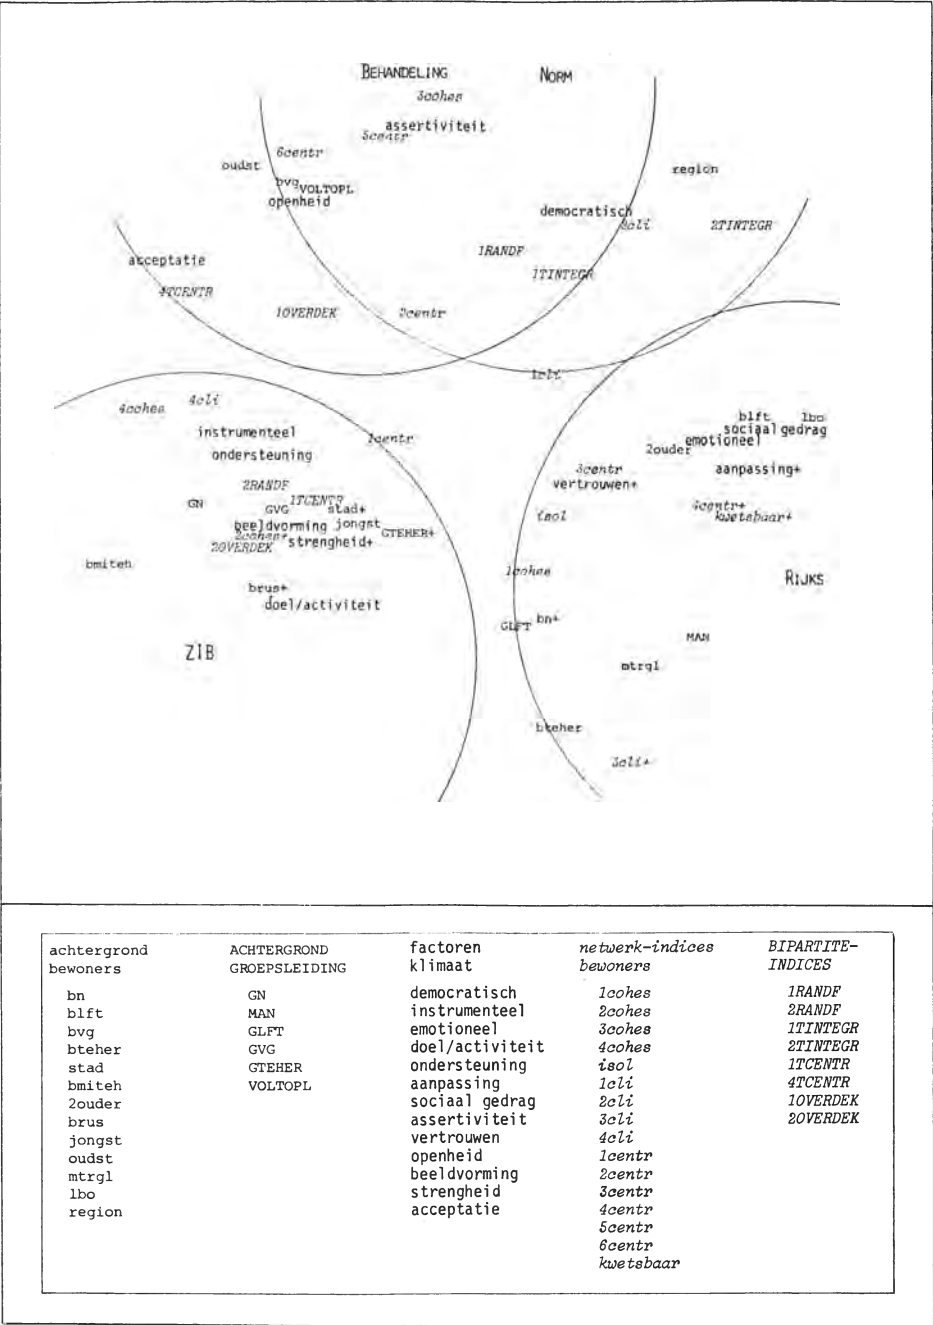 BEHANDELING NORM
3cohes
assertiviteit
5centr
6centr
oudst
region
bvg
VOLTOPL
openheid
democratisch
2cli
2TINTEGR
1RANDF
acceptatie
1TINTEGR
4TCENTR
1OVERDEK
2centr
1cli
4cli
4cohes
blft lbo
sociaal gedrag
instrumenteel
1centr
emotioneel
2ouder
ondersteuning
3centr
aanpassing+
2RANDF
vertrouwen+
GN
1TCENTR
GVG
stad+
4centr+
isol
kwetsbaar+
beeldvorming
jongst
GTEHER+
2cohes+
2OVERDEK
strengheid+
bmiteh
1cohes
RIJKS
brus+
doel/activiteit
GLFT
bn+
MAN
ZIB
mtrgl
bteher
3cli+
achtergrond ACHTERGROND factoren netwerk-indices BIPARTITE-
bewoners GROEPSLEIDING klimaat bewoners INDICES
bn GN democratisch 1cohes 1RANDF
blft MAN instrumenteel 2cohes 2RANDF
bvg GLFT emotioneel 3cohes 1TINTEGR
bteher GVG doel/activiteit 4cohes 2TINTEGR
stad GTEHER ondersteuning isol 1TCENTR
bmiteh VOLTOPL aanpassing 1cli 4TCENTR
2ouder sociaal gedrag 2cli 1OVERDEK
brus assertiviteit 3cli 2OVERDEK
jongst vertrouwen 4cli
oudst openheid 1centr
mtrgl beeldvorming 2centr
lbo strengheid 3centr
region acceptatie 4centr
5centr
6centr
kwetsbaar